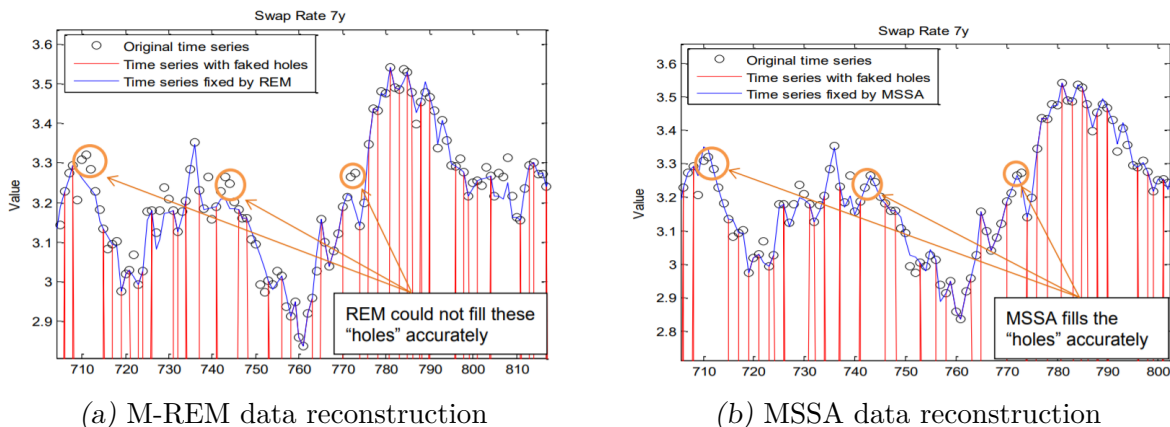 Swap Rate 7y
3.6
3.5
3.4
3.3
3.2
3.1
3
2.9
Value
Original time series
Time series with faked holes
Time series fixed by REM
REM could not fill these
“holes” accurately
710 720 730 740 750 760 770 780 790 800 810
(a) M-REM data reconstruction
Swap Rate 7y
3.6
3.5
3.4
3.3
3.2
3.1
3
2.9
2.8
Value
Original time series
Time series with faked holes
Time series fixed by MSSA
MSSA fills the
“holes” accurately
710 720 730 740 750 760 770 780 790 800
(b) MSSA data reconstruction